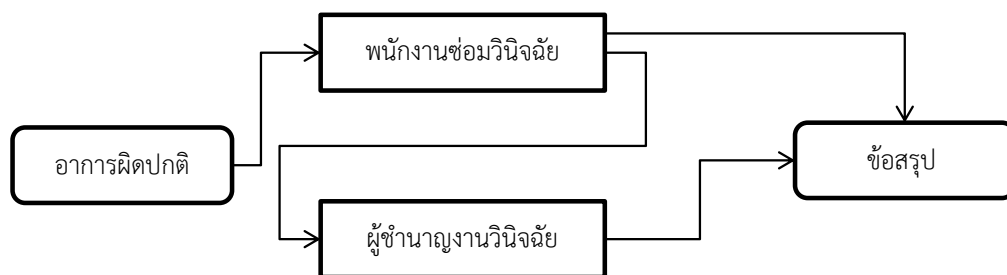 พนักงานซ่อมวินิจฉัย
อาการผิดปกติ
ข้อสรุป
ผู้ชำนาญงานวินิจฉัย